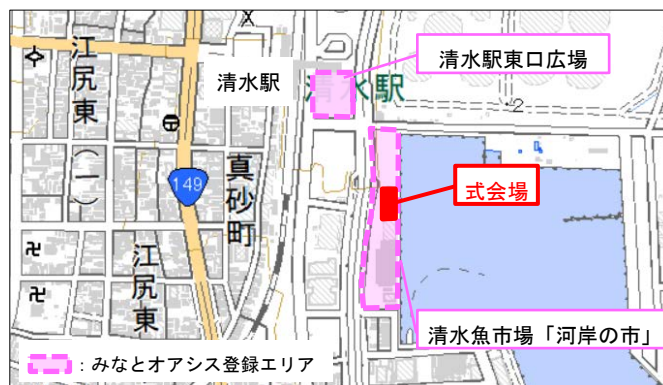 江尻東
(一)
149
真砂町
江尻東
清水駅
清水駅
清水駅東口広場
2
式会場
清水魚市場「河岸の市」
:みなとオアシス登録エリア